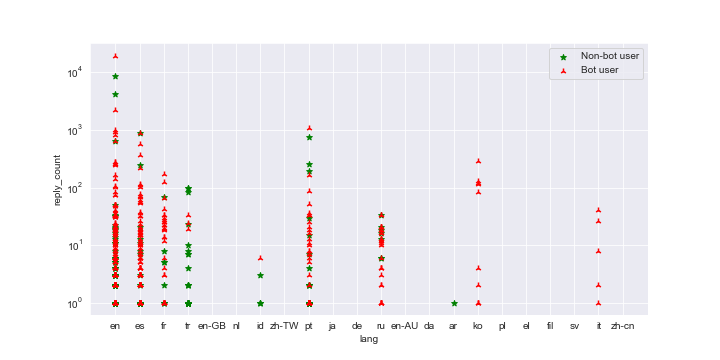 Non-bot user
Bot user
reply_count
10^4
10^3
10^2
10^1
10^0
en es fr tr en-GB nl id zh-TW pt ja de ru en-AU da ar ko pl el fil sv it zh-cn
lang